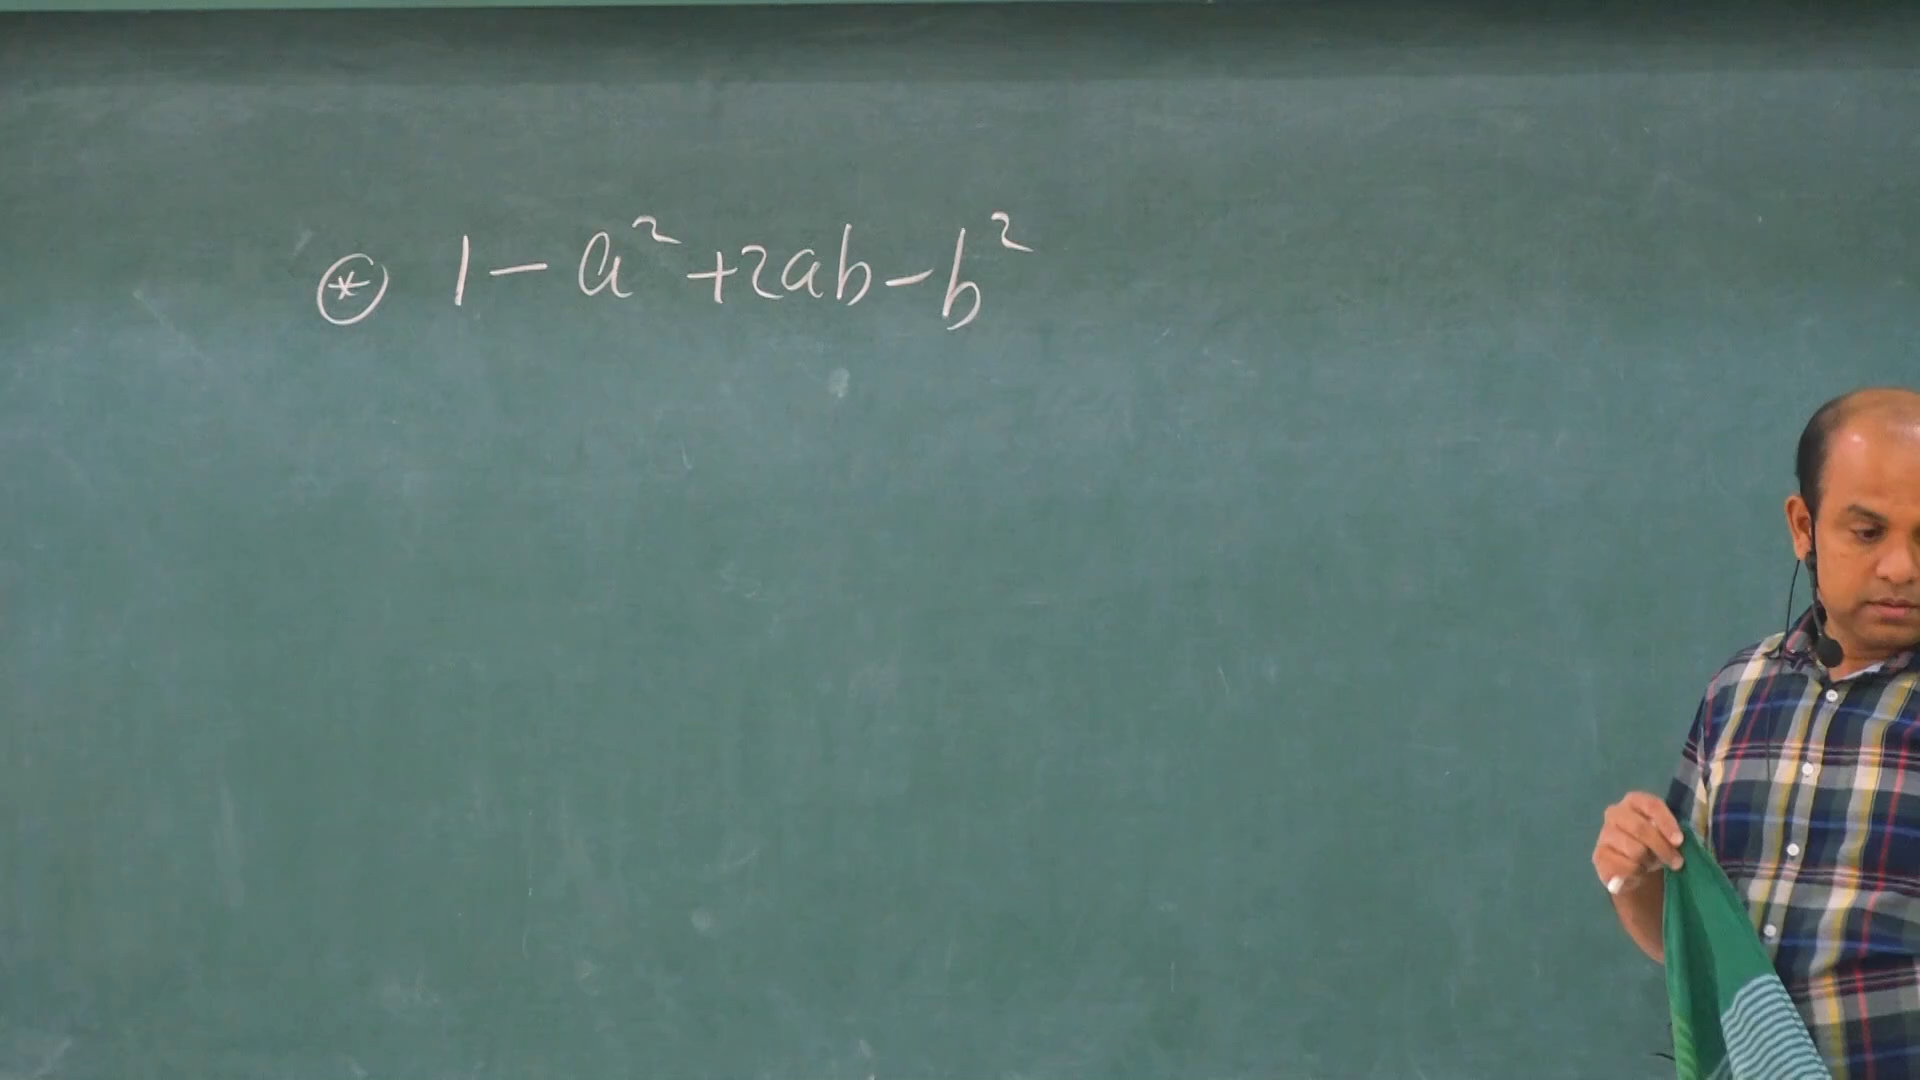 ⊛ 1 - a² + 2ab - b²